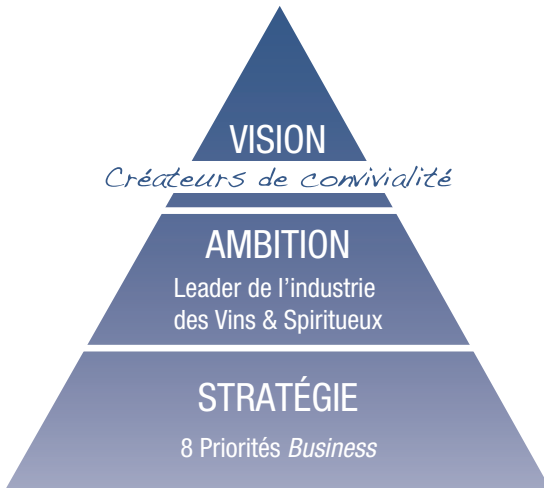 VISION
Créateurs de convivialité
AMBITION
Leader de l’industrie
des Vins & Spiritueux
STRATÉGIE
8 Priorités Business